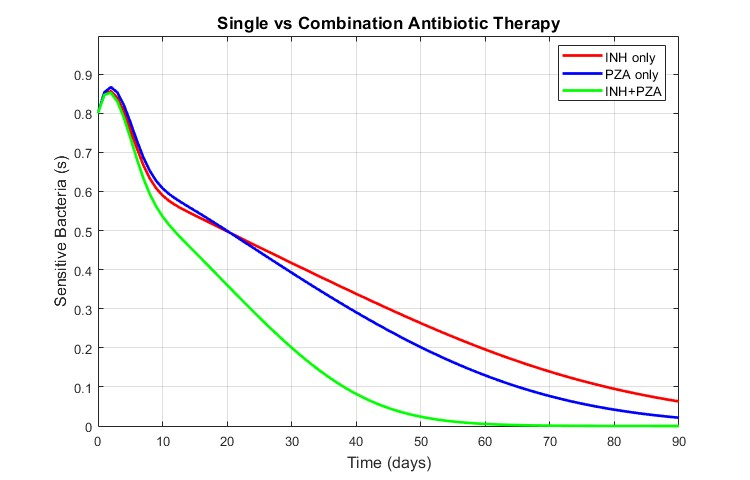 Single vs Combination Antibiotic Therapy
INH only
PZA only
INH+PZA
Sensitive Bacteria (s)
0.9
0.8
0.7
0.6
0.5
0.4
0.3
0.2
0.1
0
0 10 20 30 40 50 60 70 80 90
Time (days)